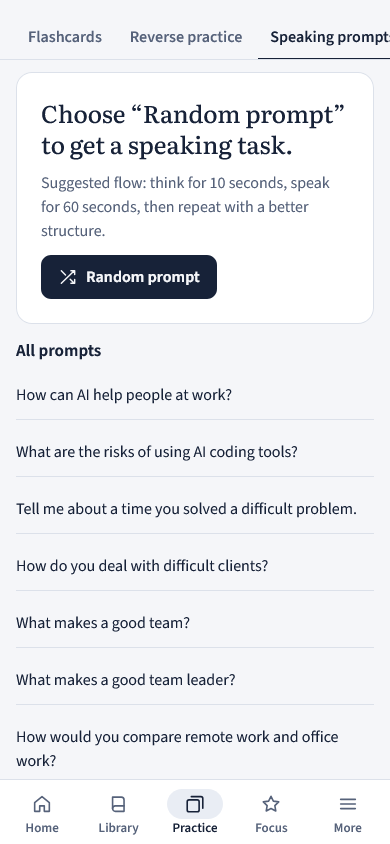 Flashcards
Reverse practice
Speaking prompts
Choose “Random prompt”
to get a speaking task.
Suggested flow: think for 10 seconds, speak
for 60 seconds, then repeat with a better
structure.
Random prompt
All prompts
How can AI help people at work?
What are the risks of using AI coding tools?
Tell me about a time you solved a difficult problem.
How do you deal with difficult clients?
What makes a good team?
What makes a good team leader?
How would you compare remote work and office
work?
Home
Library
Practice
Focus
More